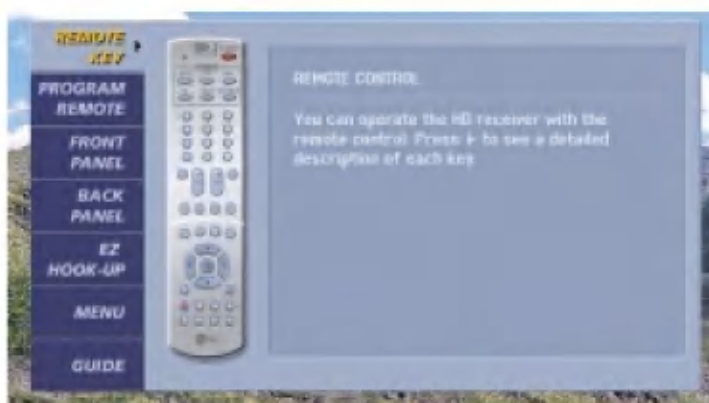 REMOTE
KEY
PROGRAM
REMOTE
FRONT
PANEL
BACK
PANEL
EZ
HOOK-UP
MENU
GUIDE
REMOTE CONTROL
You can operate the HD receiver with the
remote control. Press ▶ to see a detailed
description of each key